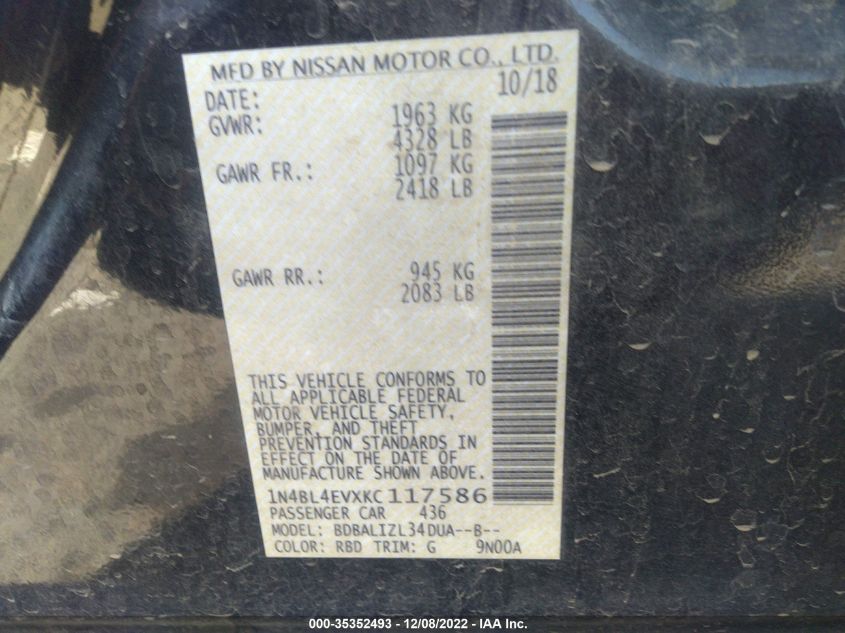 MFD BY NISSAN MOTOR CO., LTD.
DATE: 10/18
GVWR: 1963 KG
4328 LB
GAWR FR.: 1097 KG
2418 LB
GAWR RR.: 945 KG
2083 LB
THIS VEHICLE CONFORMS TO
ALL APPLICABLE FEDERAL
MOTOR VEHICLE SAFETY,
BUMPER, AND THEFT
PREVENTION STANDARDS IN
EFFECT ON THE DATE OF
MANUFACTURE SHOWN ABOVE.
1N4BL4EVXKC117586
PASSENGER CAR 436
MODEL: BDBALIZL34DUA--B--
COLOR: RBD TRIM: G 9N00A
000-35352493 - 12/08/2022 - IAA Inc.